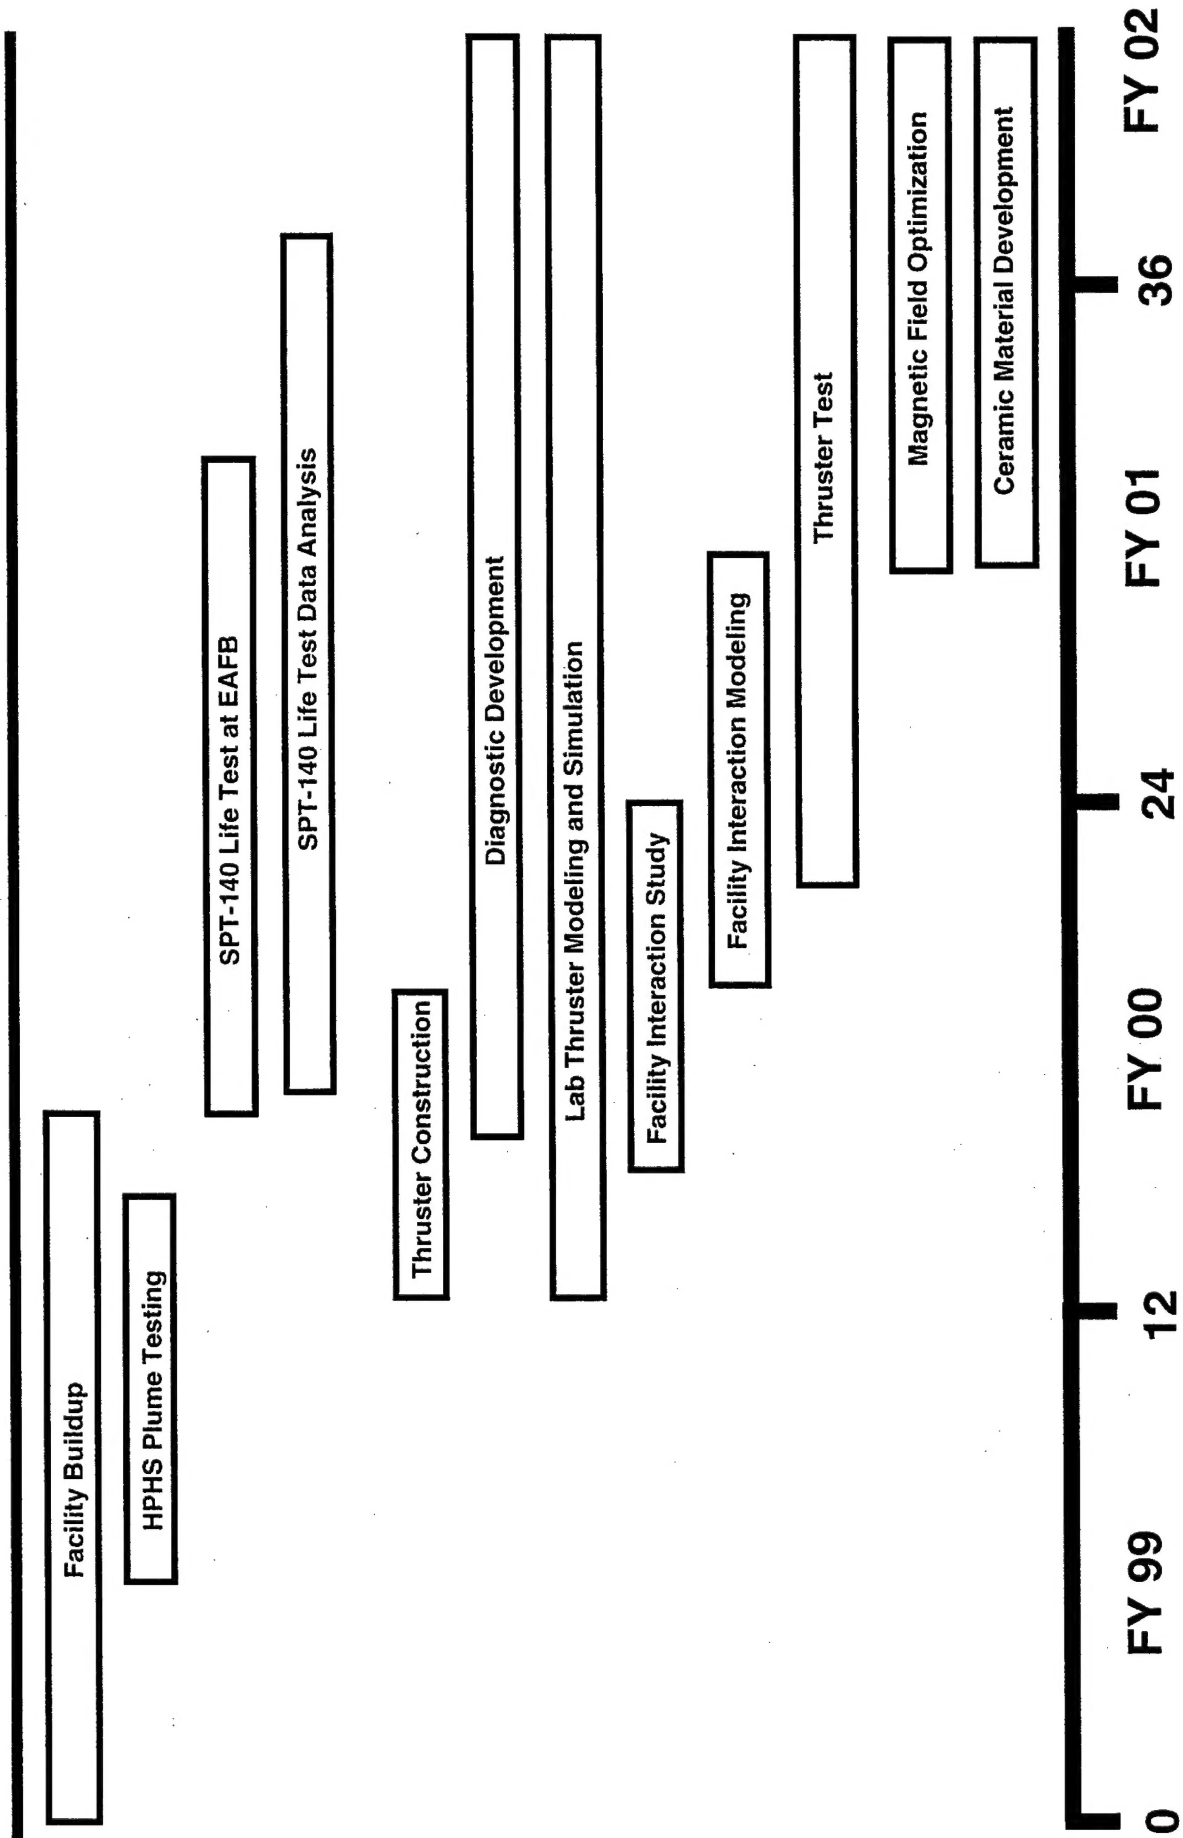 Facility Buildup
HPHS Plume Testing
SPT-140 Life Test at EAFB
SPT-140 Life Test Data Analysis
Thruster Construction
Diagnostic Development
Lab Thruster Modeling and Simulation
Facility Interaction Study
Facility Interaction Modeling
Thruster Test
Magnetic Field Optimization
Ceramic Material Development
0 FY 99 12 FY 00 24 FY 01 36 FY 02